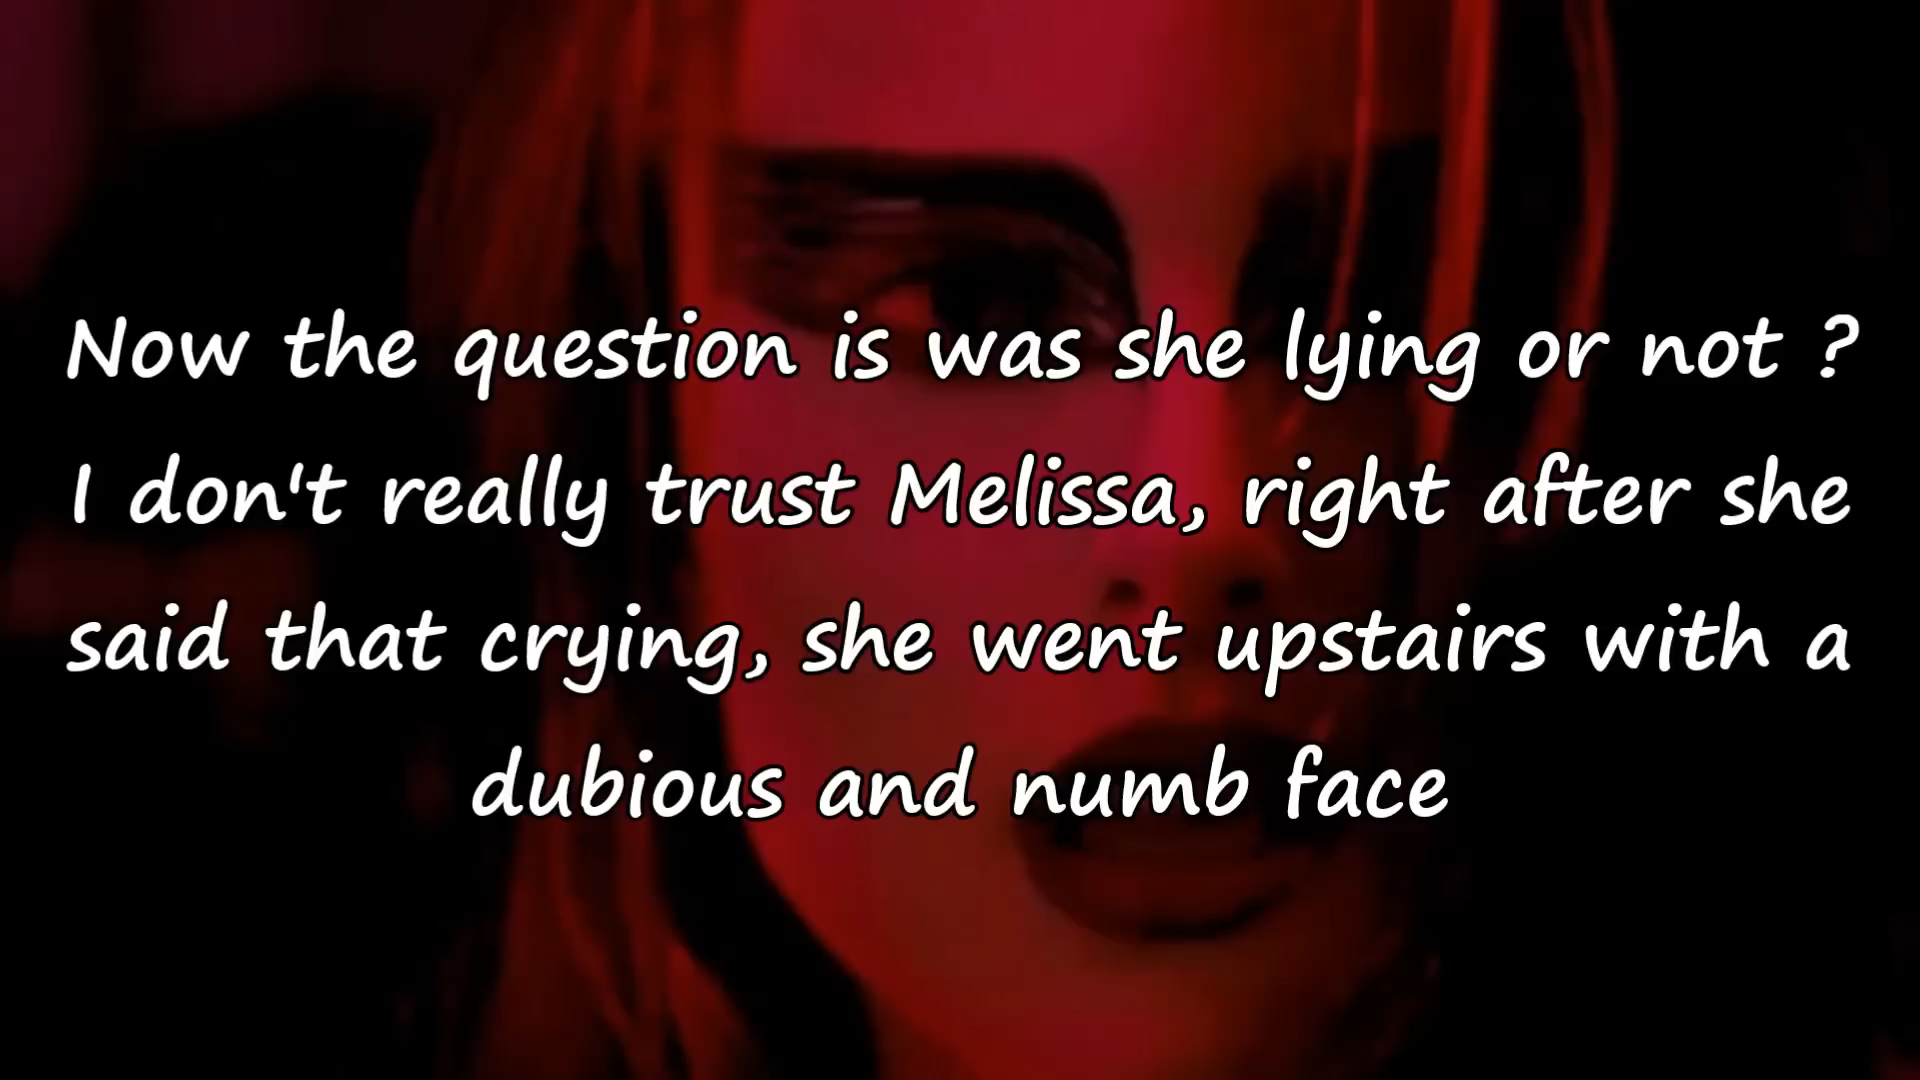 Now the question is was she lying or not ?
I don't really trust Melissa, right after she
said that crying, she went upstairs with a
dubious and numb face